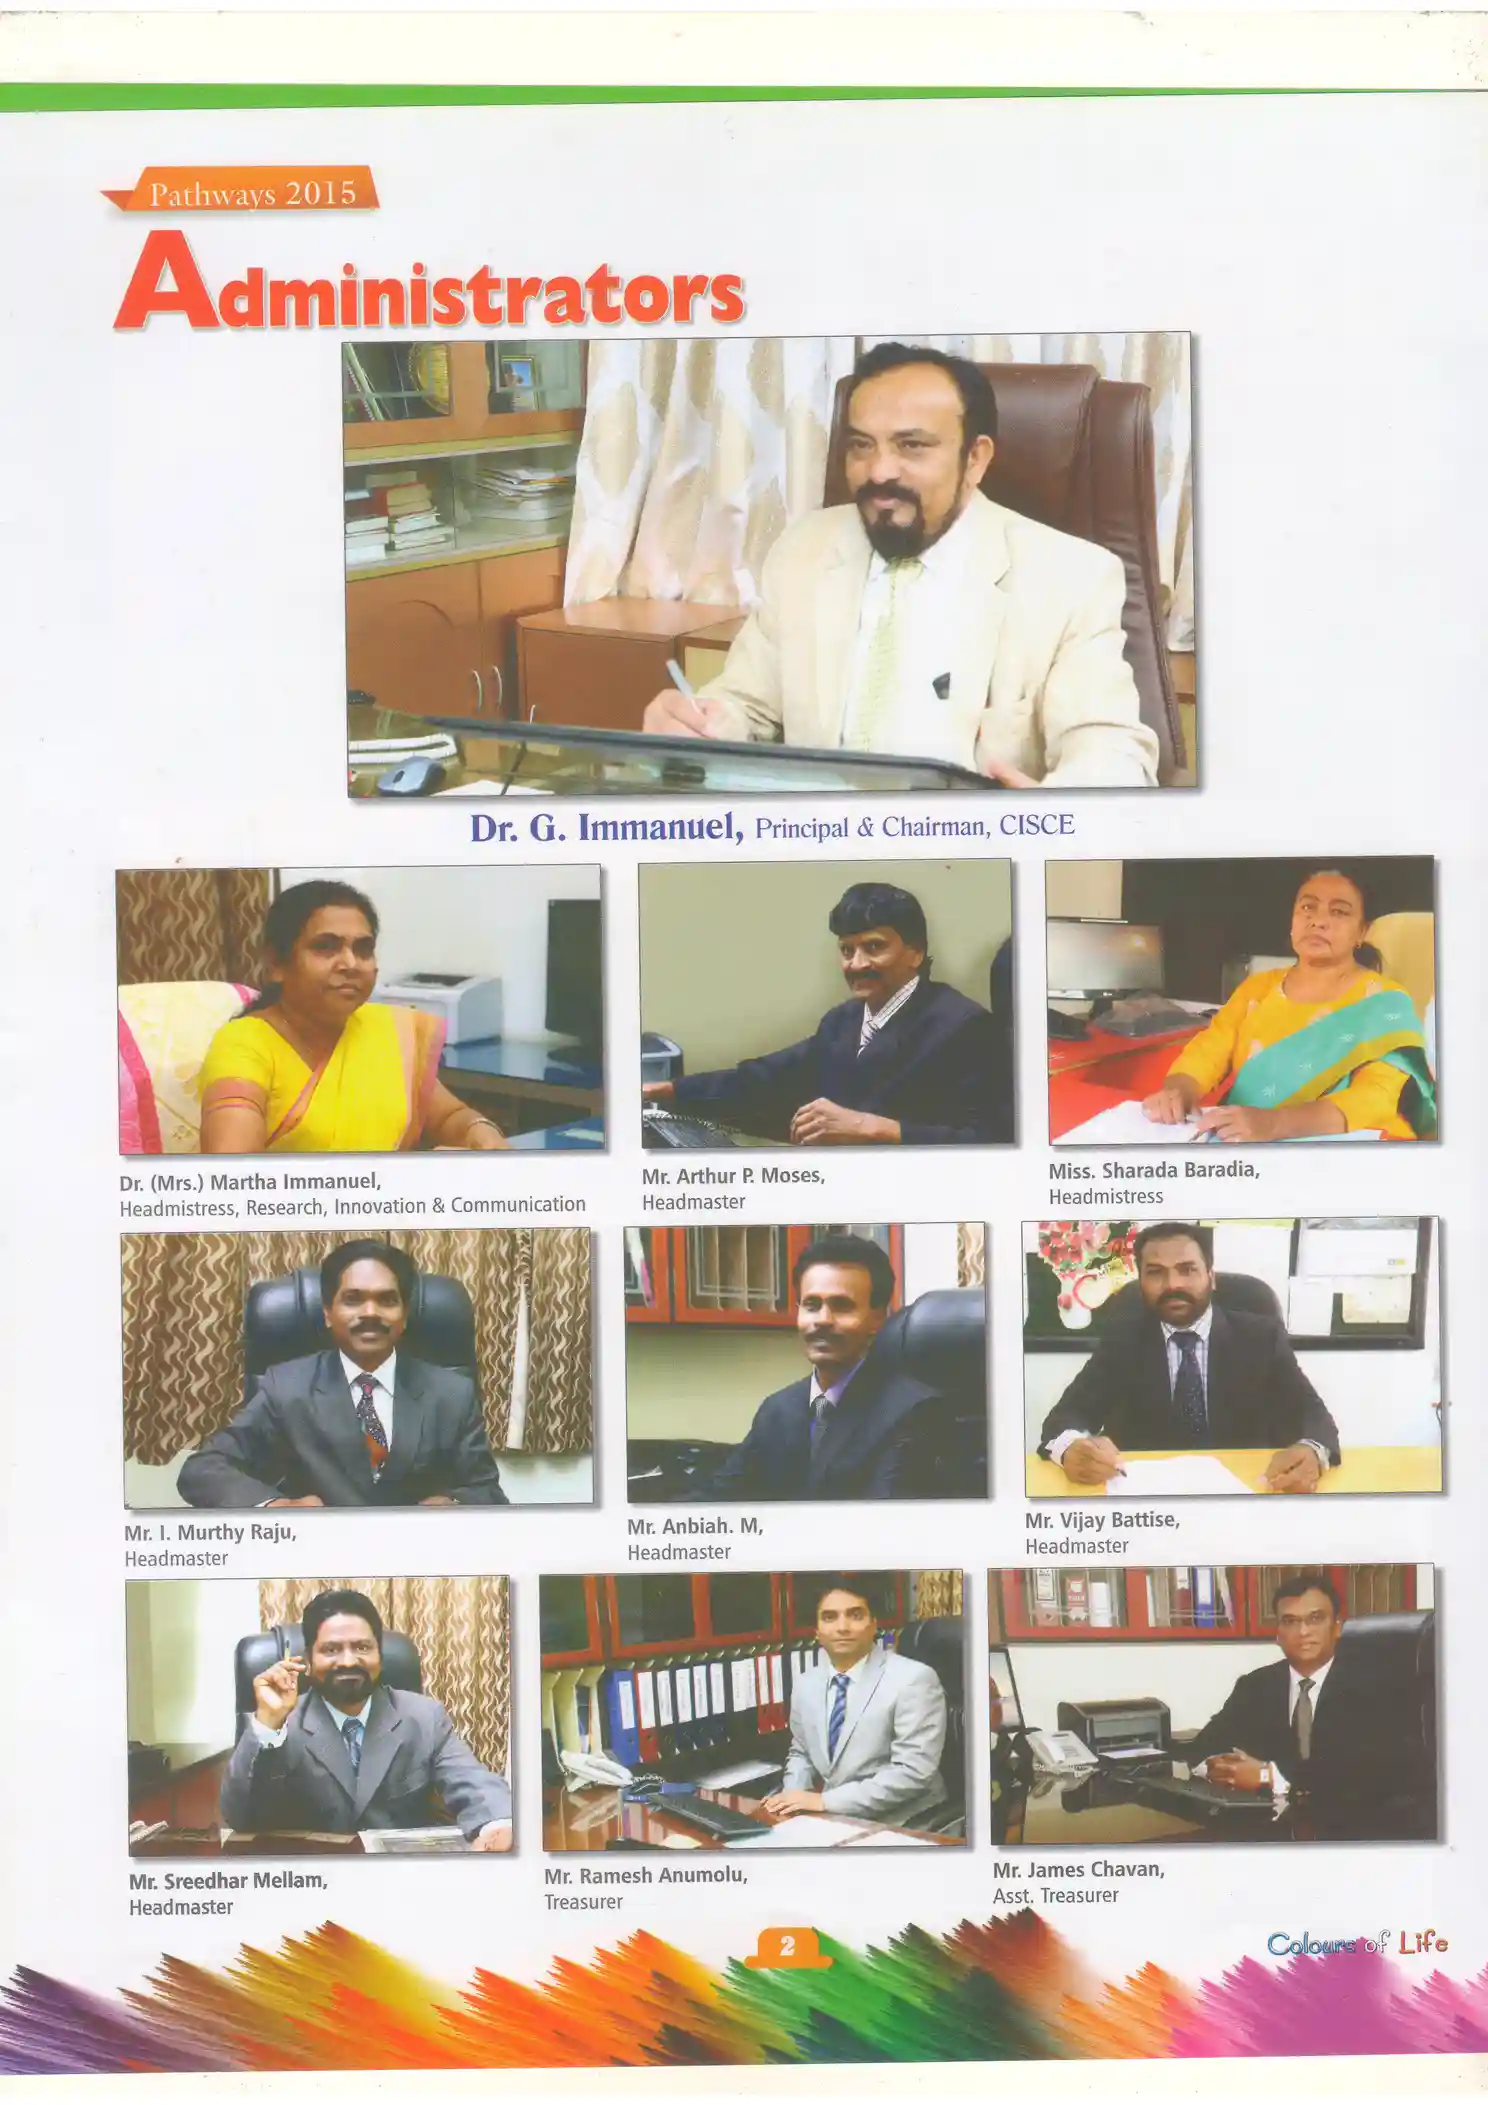 Pathways 2015
Administrators
Dr. G. Immanuel, Principal & Chairman, CISCE
Dr. (Mrs.) Martha Immanuel,
Headmistress, Research, Innovation & Communication
Mr. Arthur P. Moses,
Headmaster
Miss. Sharada Baradia,
Headmistress
Mr. I. Murthy Raju,
Headmaster
Mr. Anbiah. M,
Headmaster
Mr. Vijay Battise,
Headmaster
Mr. Sreedhar Mellam,
Headmaster
Mr. Ramesh Anumolu,
Treasurer
Mr. James Chavan,
Asst. Treasurer
2
Colours of Life